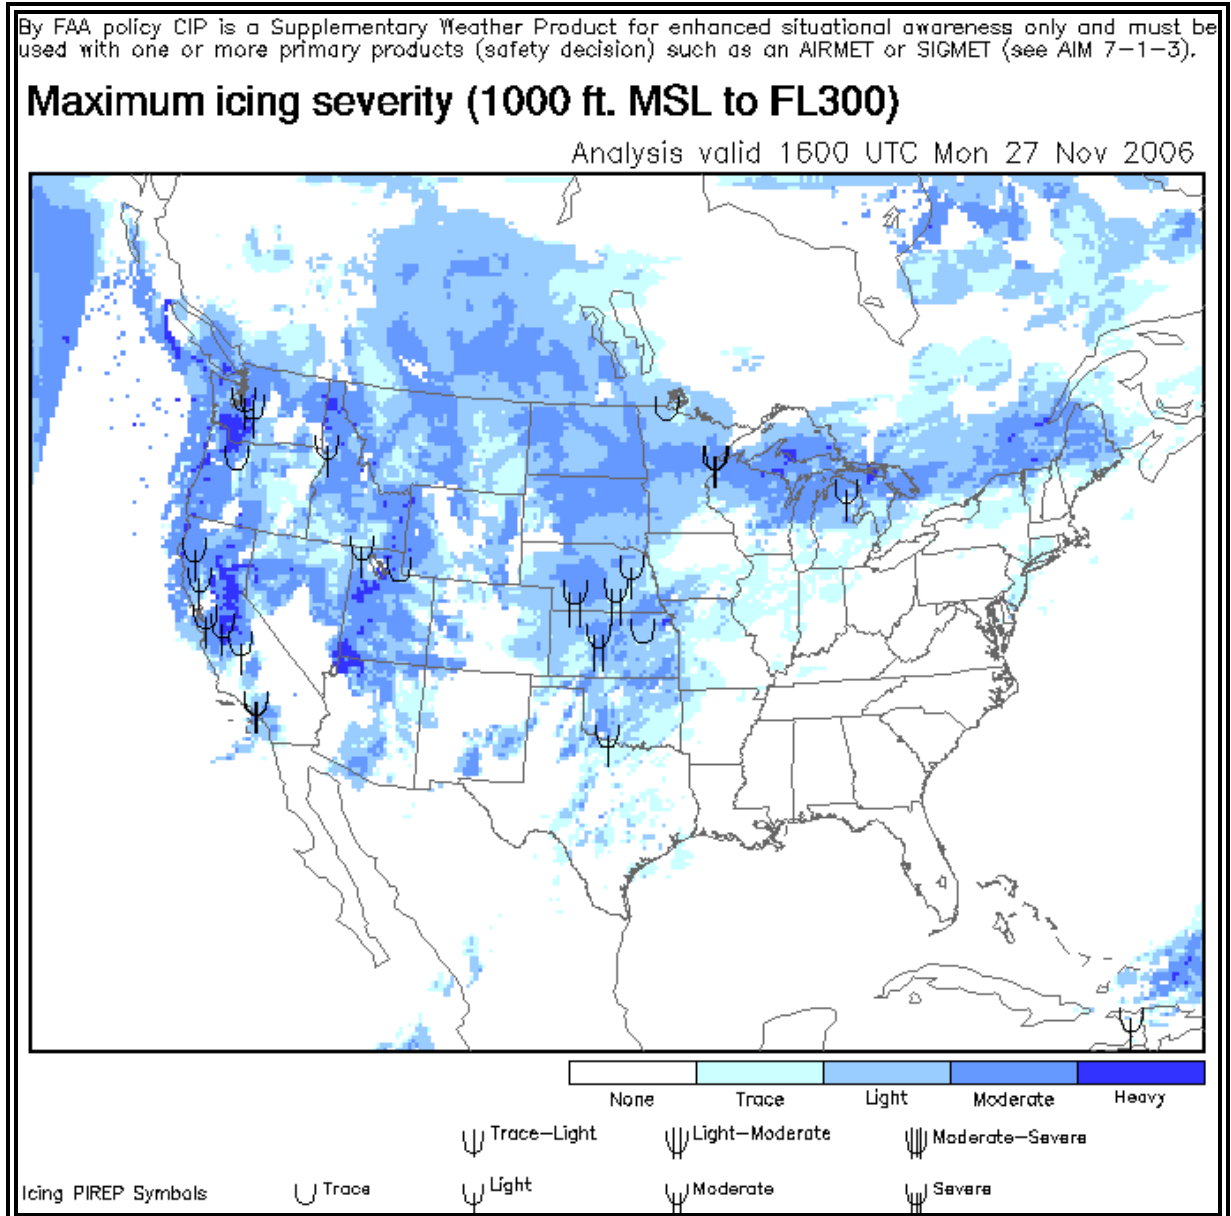 By FAA policy CIP is a Supplementary Weather Product for enhanced situational awareness only and must be
used with one or more primary products (safety decision) such as an AIRMET or SIGMET (see AIM 7-1-3).
Maximum icing severity (1000 ft. MSL to FL300)
Analysis valid 1600 UTC Mon 27 Nov 2006
None Trace Light Moderate Heavy
Trace-Light Light-Moderate Moderate-Savare
Icing PIREP Symbols Trace Light Moderate Savara